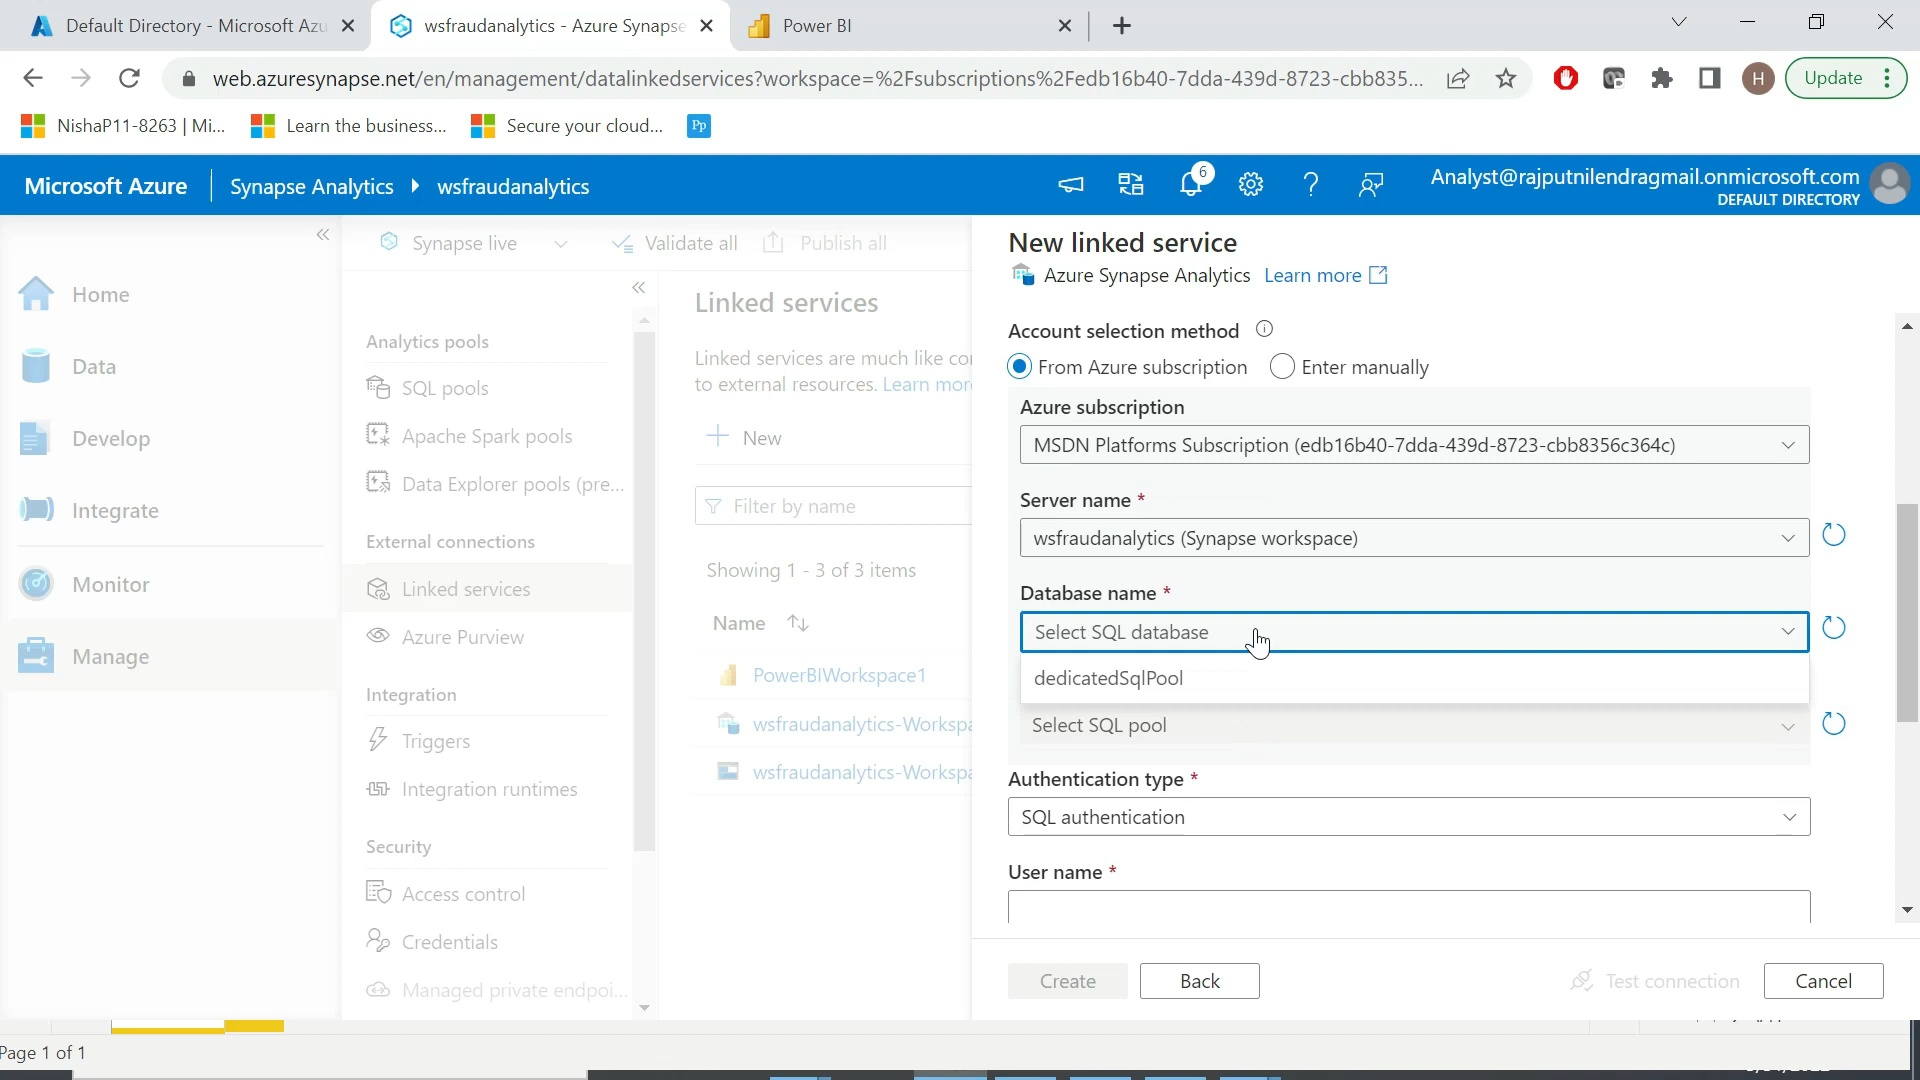 Default Directory - Microsoft Azu
wsfraudanalytics - Azure Synapse
Power BI
web.azuresynapse.net/en/management/datalinkedservices?workspace=%2Fsubscriptions%2Fedb16b40-7dda-439d-8723-cbb835...
H
Update
NishaP11-8263 | Mi...
Learn the business...
Secure your cloud...
Pp
Microsoft Azure
Synapse Analytics
wsfraudanalytics
6
Analyst@rajputnilendragmail.onmicrosoft.com
DEFAULT DIRECTORY
Home
Data
Develop
Integrate
Monitor
Manage
Synapse live
Validate all
Publish all
Analytics pools
SQL pools
Apache Spark pools
Data Explorer pools (pre...
External connections
Linked services
Azure Purview
Integration
Triggers
Integration runtimes
Security
Access control
Credentials
Managed private endpoi...
Linked services
Linked services are much like co
to external resources. Learn mor
New
Filter by name
Showing 1 - 3 of 3 items
Name
PowerBIWorkspace1
wsfraudanalytics-Workspa
wsfraudanalytics-Workspa
New linked service
Azure Synapse Analytics Learn more
Account selection method
From Azure subscription
Enter manually
Azure subscription
MSDN Platforms Subscription (edb16b40-7dda-439d-8723-cbb8356c364c)
Server name *
wsfraudanalytics (Synapse workspace)
Database name *
Select SQL database
dedicatedSqlPool
Select SQL pool
Authentication type *
SQL authentication
User name *
Create
Back
Test connection
Cancel
Page 1 of 1